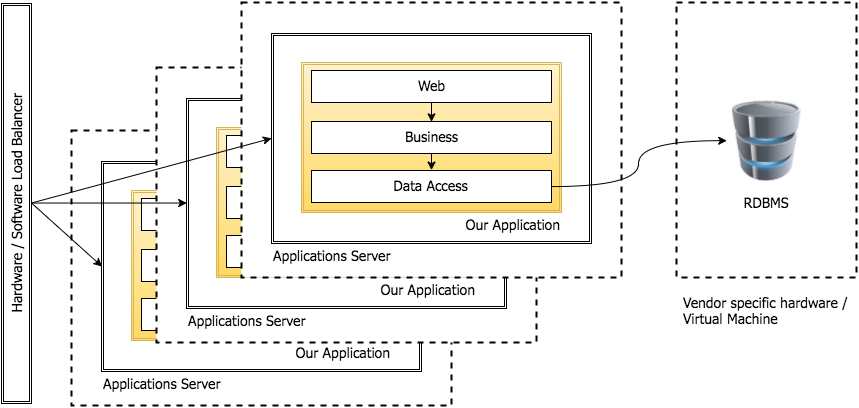 Hardware / Software Load Balancer
Web
Business
Data Access
Our Application
Applications Server
Our Application
Applications Server
Our Application
Applications Server
RDBMS
Vendor specific hardware /
Virtual Machine